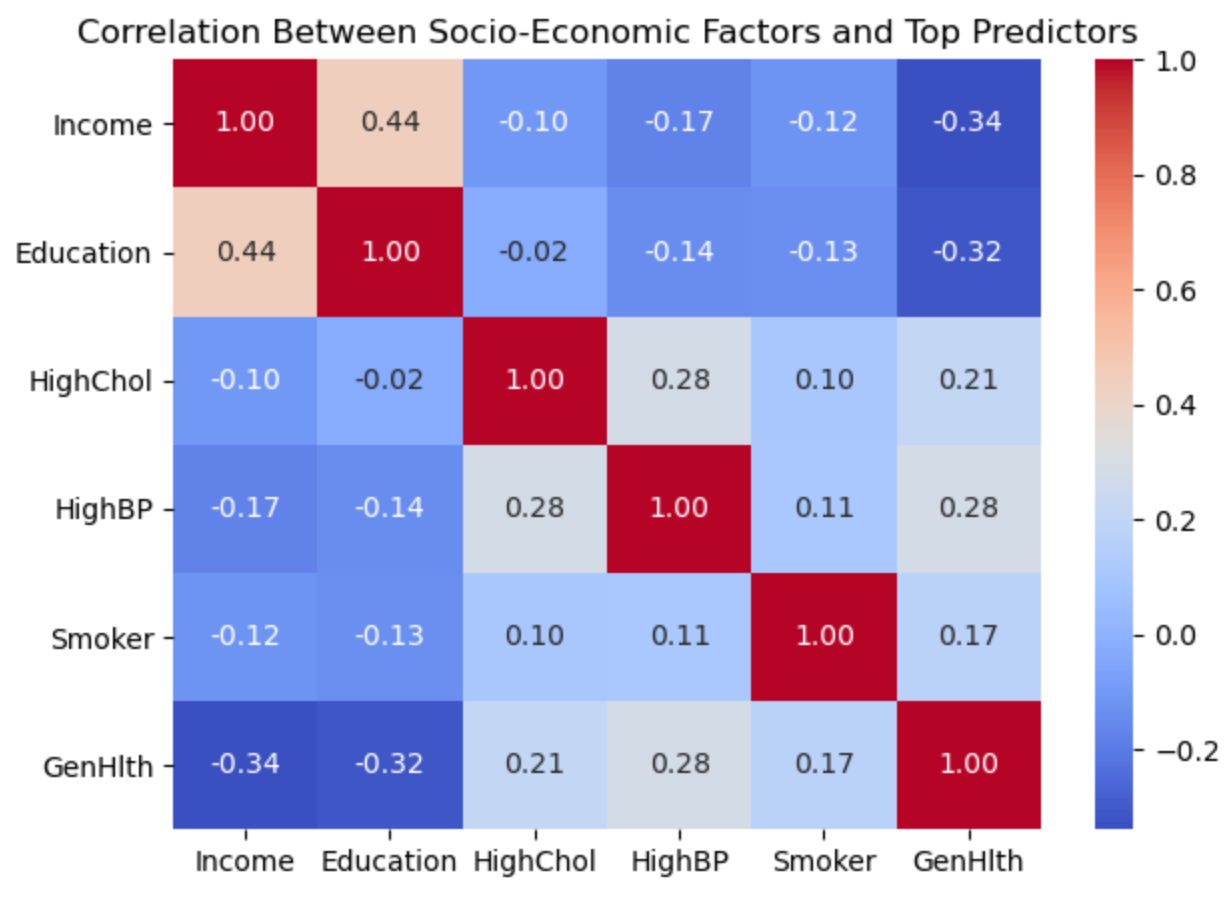 Correlation Between Socio-Economic Factors and Top Predictors
Income 1.00 0.44 -0.10 -0.17 -0.12 -0.34
Education 0.44 1.00 -0.02 -0.14 -0.13 -0.32
HighChol -0.10 -0.02 1.00 0.28 0.10 0.21
HighBP -0.17 -0.14 0.28 1.00 0.11 0.28
Smoker -0.12 -0.13 0.10 0.11 1.00 0.17
GenHlth -0.34 -0.32 0.21 0.28 0.17 1.00
Income Education HighChol HighBP Smoker GenHlth
1.0
0.8
0.6
0.4
0.2
0.0
−0.2